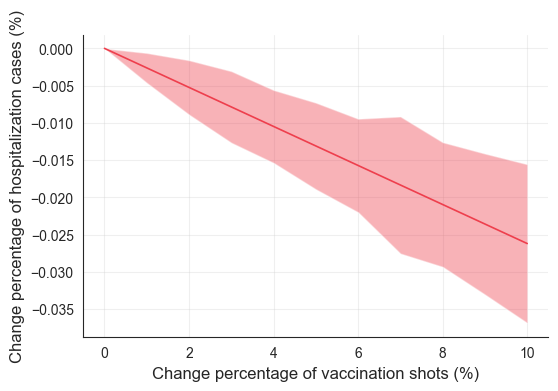 Change percentage of hospitalization cases (%)
0.000
−0.005
−0.010
−0.015
−0.020
−0.025
−0.030
−0.035
0 2 4 6 8 10
Change percentage of vaccination shots (%)